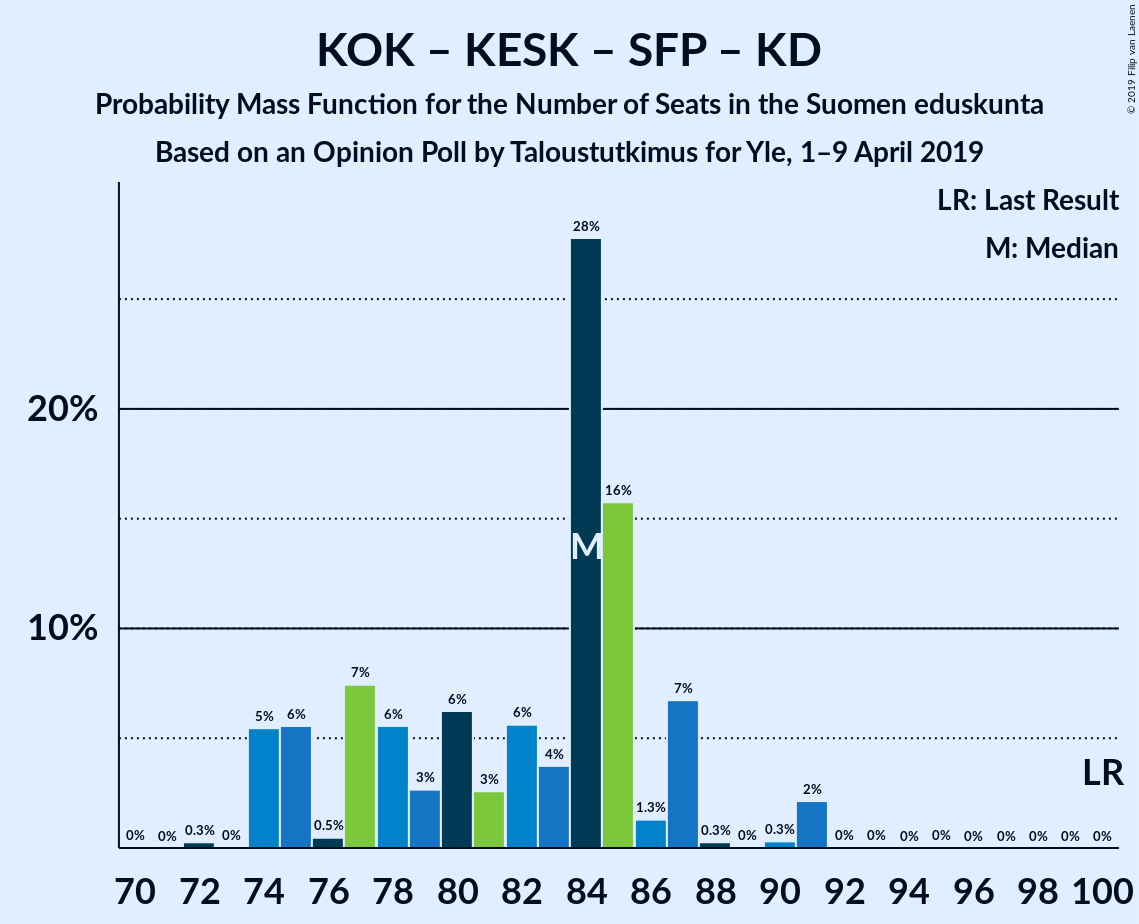 KOK – KESK – SFP – KD
Probability Mass Function for the Number of Seats in the Suomen eduskunta
Based on an Opinion Poll by Taloustutkimus for Yle, 1–9 April 2019
© 2019 Filip van Laenen
LR: Last Result
M: Median
20%
10%
0% 0% 0.3% 0% 5% 6% 0.5% 7% 6% 3% 6% 3% 6% 4% 28% 16% 1.3% 7% 0.3% 0% 0.3% 2% 0% 0% 0% 0% 0% 0% 0% 0% 0%
M
LR
70 72 74 76 78 80 82 84 86 88 90 92 94 96 98 100